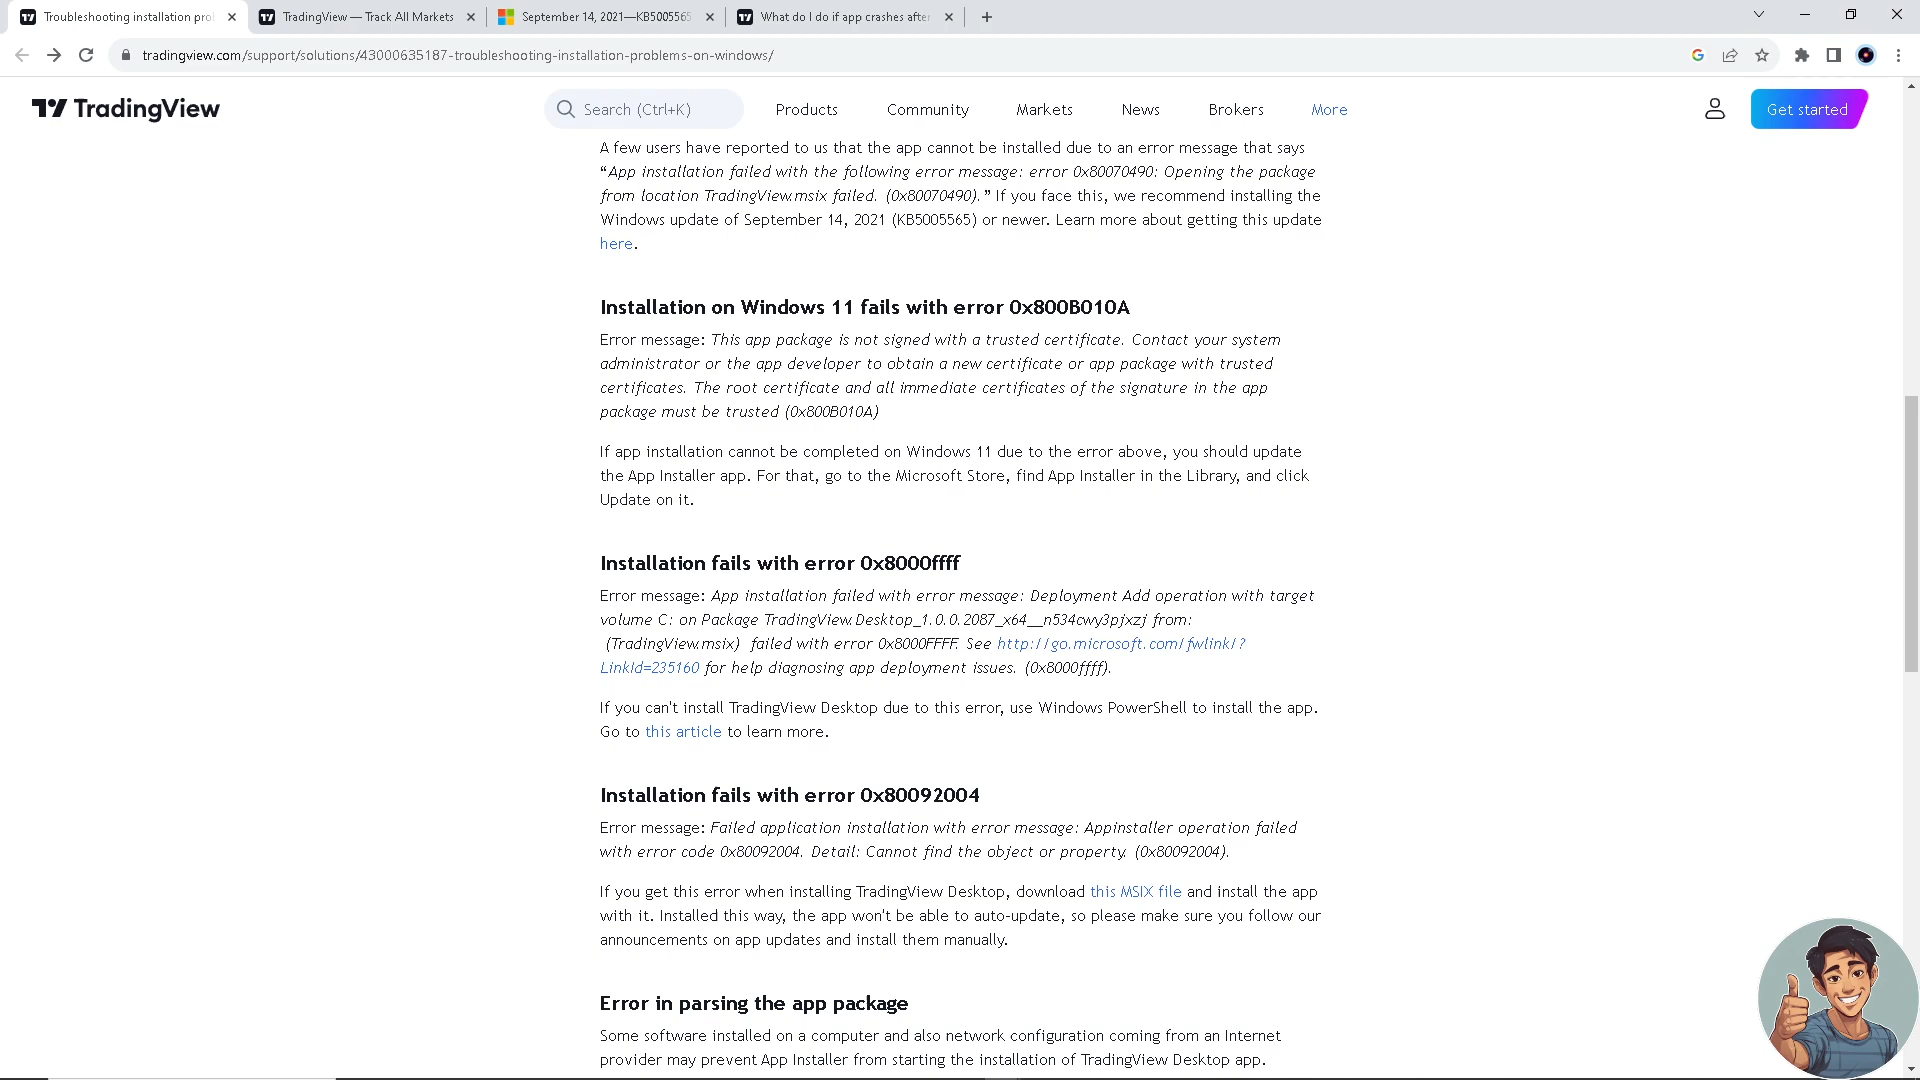 Troubleshooting installation pro
TradingView — Track All Markets
September 14, 2021—KB5005565
What do I do if app crashes after
tradingview.com/support/solutions/43000635187-troubleshooting-installation-problems-on-windows/
TradingView
Search (Ctrl+K)
Products
Community
Markets
News
Brokers
More
Get started
A few users have reported to us that the app cannot be installed due to an error message that says
“App installation failed with the following error message: error 0x80070490: Opening the package
from location TradingView.msix failed. (0x80070490).” If you face this, we recommend installing the
Windows update of September 14, 2021 (KB5005565) or newer. Learn more about getting this update
here.
Installation on Windows 11 fails with error 0x800B010A
Error message: This app package is not signed with a trusted certificate. Contact your system
administrator or the app developer to obtain a new certificate or app package with trusted
certificates. The root certificate and all immediate certificates of the signature in the app
package must be trusted (0x800B010A)
If app installation cannot be completed on Windows 11 due to the error above, you should update
the App Installer app. For that, go to the Microsoft Store, find App Installer in the Library, and click
Update on it.
Installation fails with error 0x8000ffff
Error message: App installation failed with error message: Deployment Add operation with target
volume C: on Package TradingView.Desktop_1.0.0.2087_x64__n534cwy3pjxzj from:
(TradingView.msix) failed with error 0x8000FFFF. See http://go.microsoft.com/fwlink/?
LinkId=235160 for help diagnosing app deployment issues. (0x8000ffff).
If you can't install TradingView Desktop due to this error, use Windows PowerShell to install the app.
Go to this article to learn more.
Installation fails with error 0x80092004
Error message: Failed application installation with error message: Appinstaller operation failed
with error code 0x80092004. Detail: Cannot find the object or property. (0x80092004).
If you get this error when installing TradingView Desktop, download this MSIX file and install the app
with it. Installed this way, the app won't be able to auto-update, so please make sure you follow our
announcements on app updates and install them manually.
Error in parsing the app package
Some software installed on a computer and also network configuration coming from an Internet
provider may prevent App Installer from starting the installation of TradingView Desktop app.